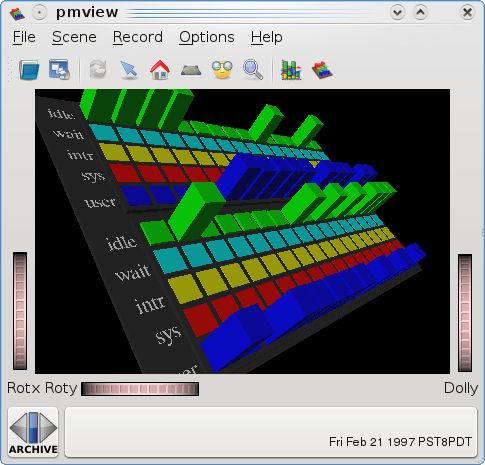 pmview
File Scene Record Options Help
idle
wait
intr
sys
user
idle
wait
intr
sys
Rotx Roty
Dolly
ARCHIVE
Fri Feb 21 1997 PST8PDT